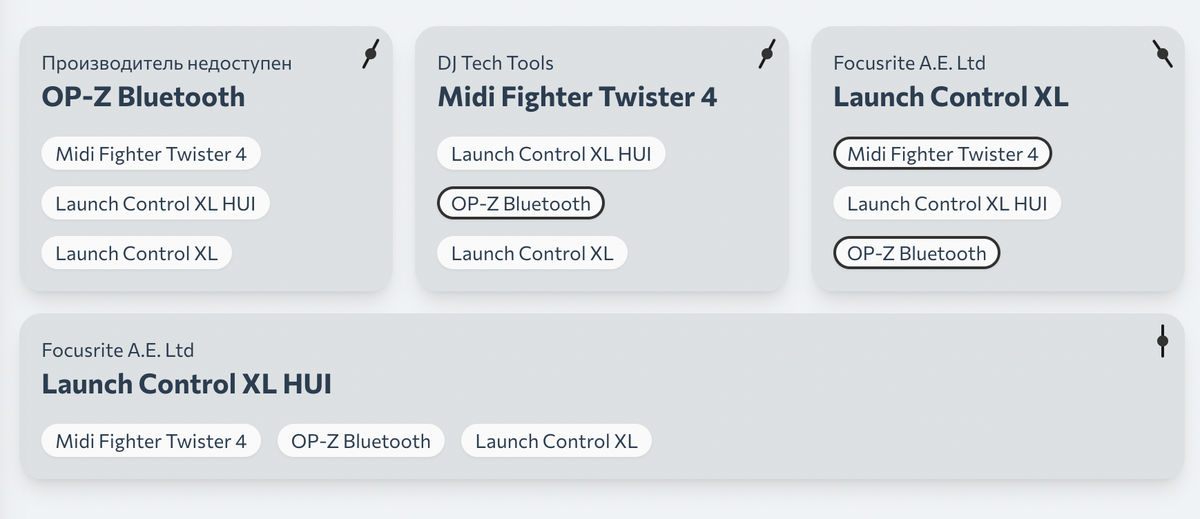 Производитель недоступен
OP-Z Bluetooth
Midi Fighter Twister 4
Launch Control XL HUI
Launch Control XL
DJ Tech Tools
Midi Fighter Twister 4
Launch Control XL HUI
OP-Z Bluetooth
Launch Control XL
Focusrite A.E. Ltd
Launch Control XL
Midi Fighter Twister 4
Launch Control XL HUI
OP-Z Bluetooth
Focusrite A.E. Ltd
Launch Control XL HUI
Midi Fighter Twister 4 OP-Z Bluetooth Launch Control XL